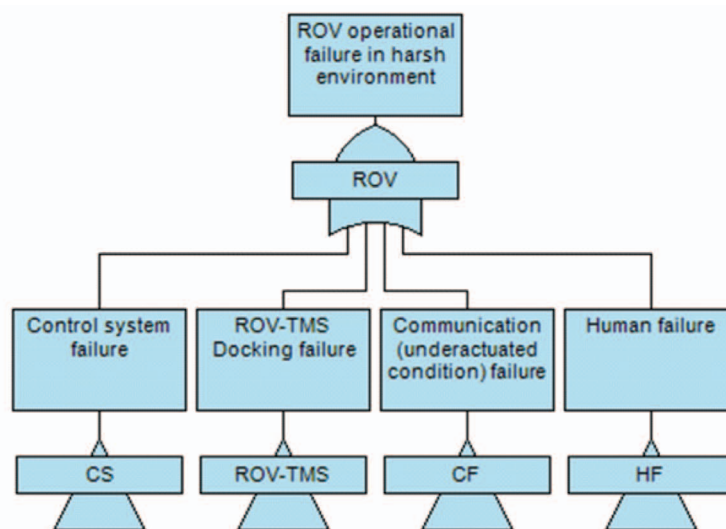 ROV operational
failure in harsh
environment
ROV
Control system
failure
ROV-TMS
Docking failure
Communication
(underactuated
condition) failure
Human failure
CS
ROV-TMS
CF
HF